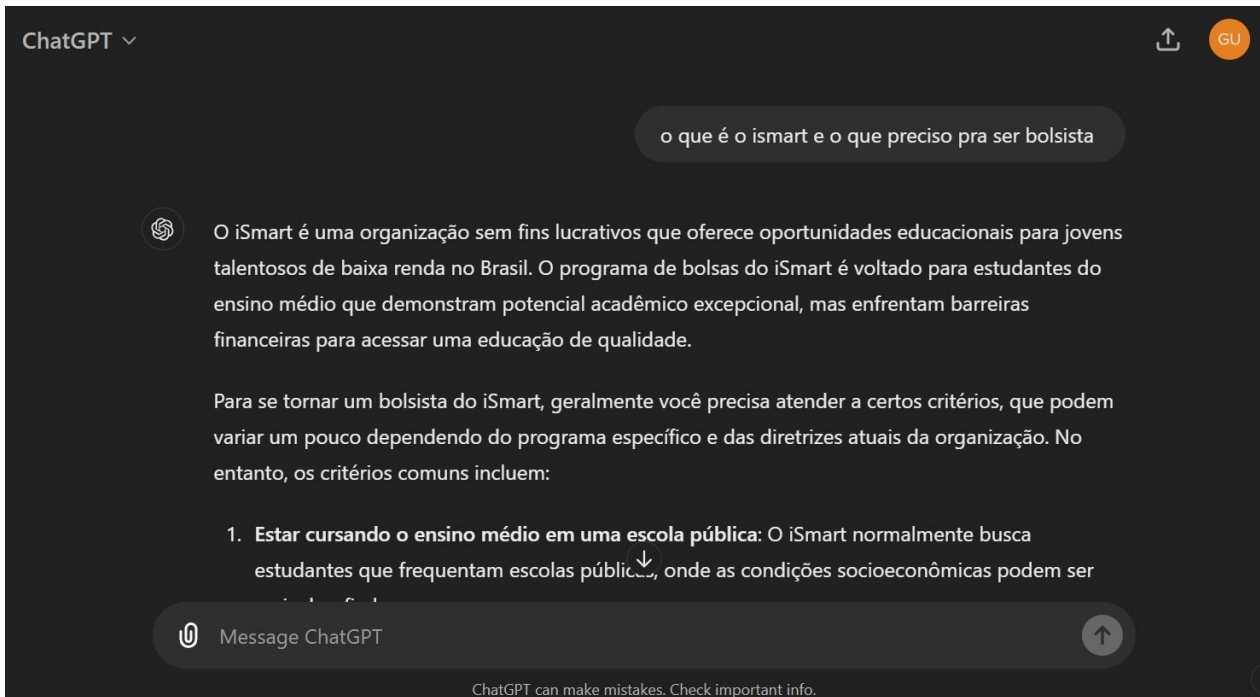 ChatGPT
GU
o que é o ismart e o que preciso pra ser bolsista
O iSmart é uma organização sem fins lucrativos que oferece oportunidades educacionais para jovens
talentosos de baixa renda no Brasil. O programa de bolsas do iSmart é voltado para estudantes do
ensino médio que demonstram potencial acadêmico excepcional, mas enfrentam barreiras
financeiras para acessar uma educação de qualidade.
Para se tornar um bolsista do iSmart, geralmente você precisa atender a certos critérios, que podem
variar um pouco dependendo do programa específico e das diretrizes atuais da organização. No
entanto, os critérios comuns incluem:
1. Estar cursando o ensino médio em uma escola pública: O iSmart normalmente busca
estudantes que frequentam escolas públicas, onde as condições socioeconômicas podem ser
Message ChatGPT
ChatGPT can make mistakes. Check important info.